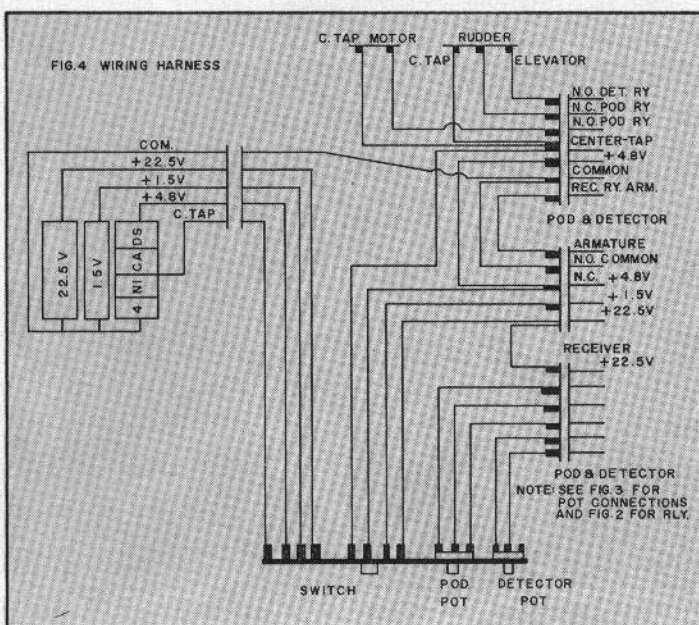 C. TAP MOTOR RUDDER
C. TAP ELEVATOR
FIG. 4 WIRING HARNESS
N.O. DET. RY
N.C. POD RY
N.O. POD RY
CENTER-TAP
+4.8V
COMMON
REC. RY. ARM.
POD & DETECTOR
COM.
+22.5V
+1.5V
+4.8V
C. TAP
22.5V
1.5V
4 NI CA DS
ARMATURE
N.O. COMMON
N.C. +4.8V
+1.5V
+22.5V
RECEIVER
+22.5V
POD & DETECTOR
NOTE: SEE FIG. 3 FOR
POT CONNECTIONS
AND FIG. 2 FOR RLY.
SWITCH
POD
POT
DETECTOR
POT